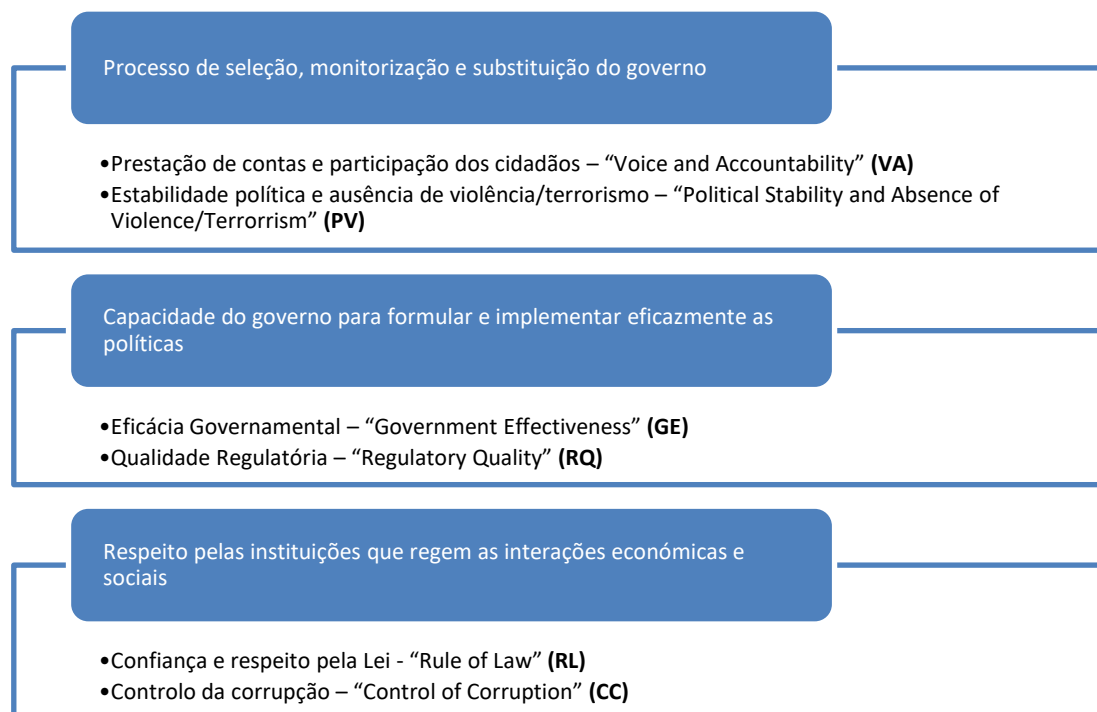 Processo de seleção, monitorização e substituição do governo
•Prestação de contas e participação dos cidadãos – “Voice and Accountability” (VA)
•Estabilidade política e ausência de violência/terrorismo – “Political Stability and Absence of
Violence/Terrorrism” (PV)
Capacidade do governo para formular e implementar eficazmente as
políticas
•Eficácia Governamental – “Government Effectiveness” (GE)
•Qualidade Regulatória – “Regulatory Quality” (RQ)
Respeito pelas instituições que regem as interações económicas e
sociais
•Confiança e respeito pela Lei - “Rule of Law” (RL)
•Controlo da corrupção – “Control of Corruption” (CC)